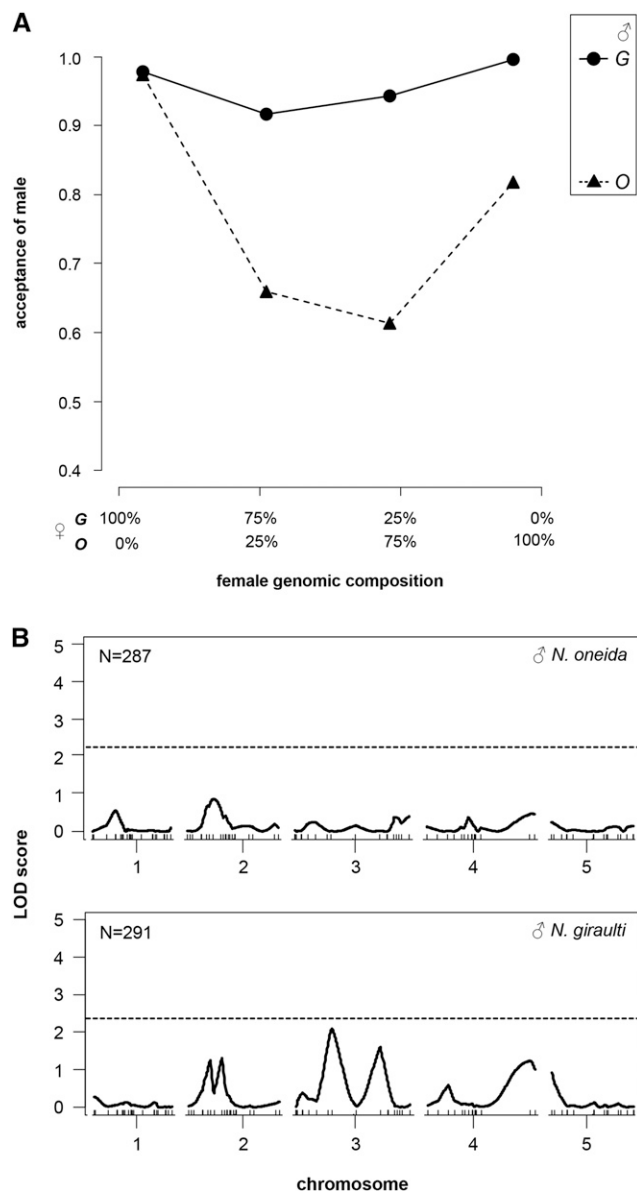 A
♂
G
O
acceptance of male
1.0
0.9
0.8
0.7
0.6
0.5
0.4
♀ G 100% 75% 25% 0%
O 0% 25% 75% 100%
female genomic composition
B
N=287 ♂ N. oneida
5
4
3
2
1
0
1 2 3 4 5
LOD score
N=291 ♂ N. giraulti
5
4
3
2
1
0
1 2 3 4 5
chromosome